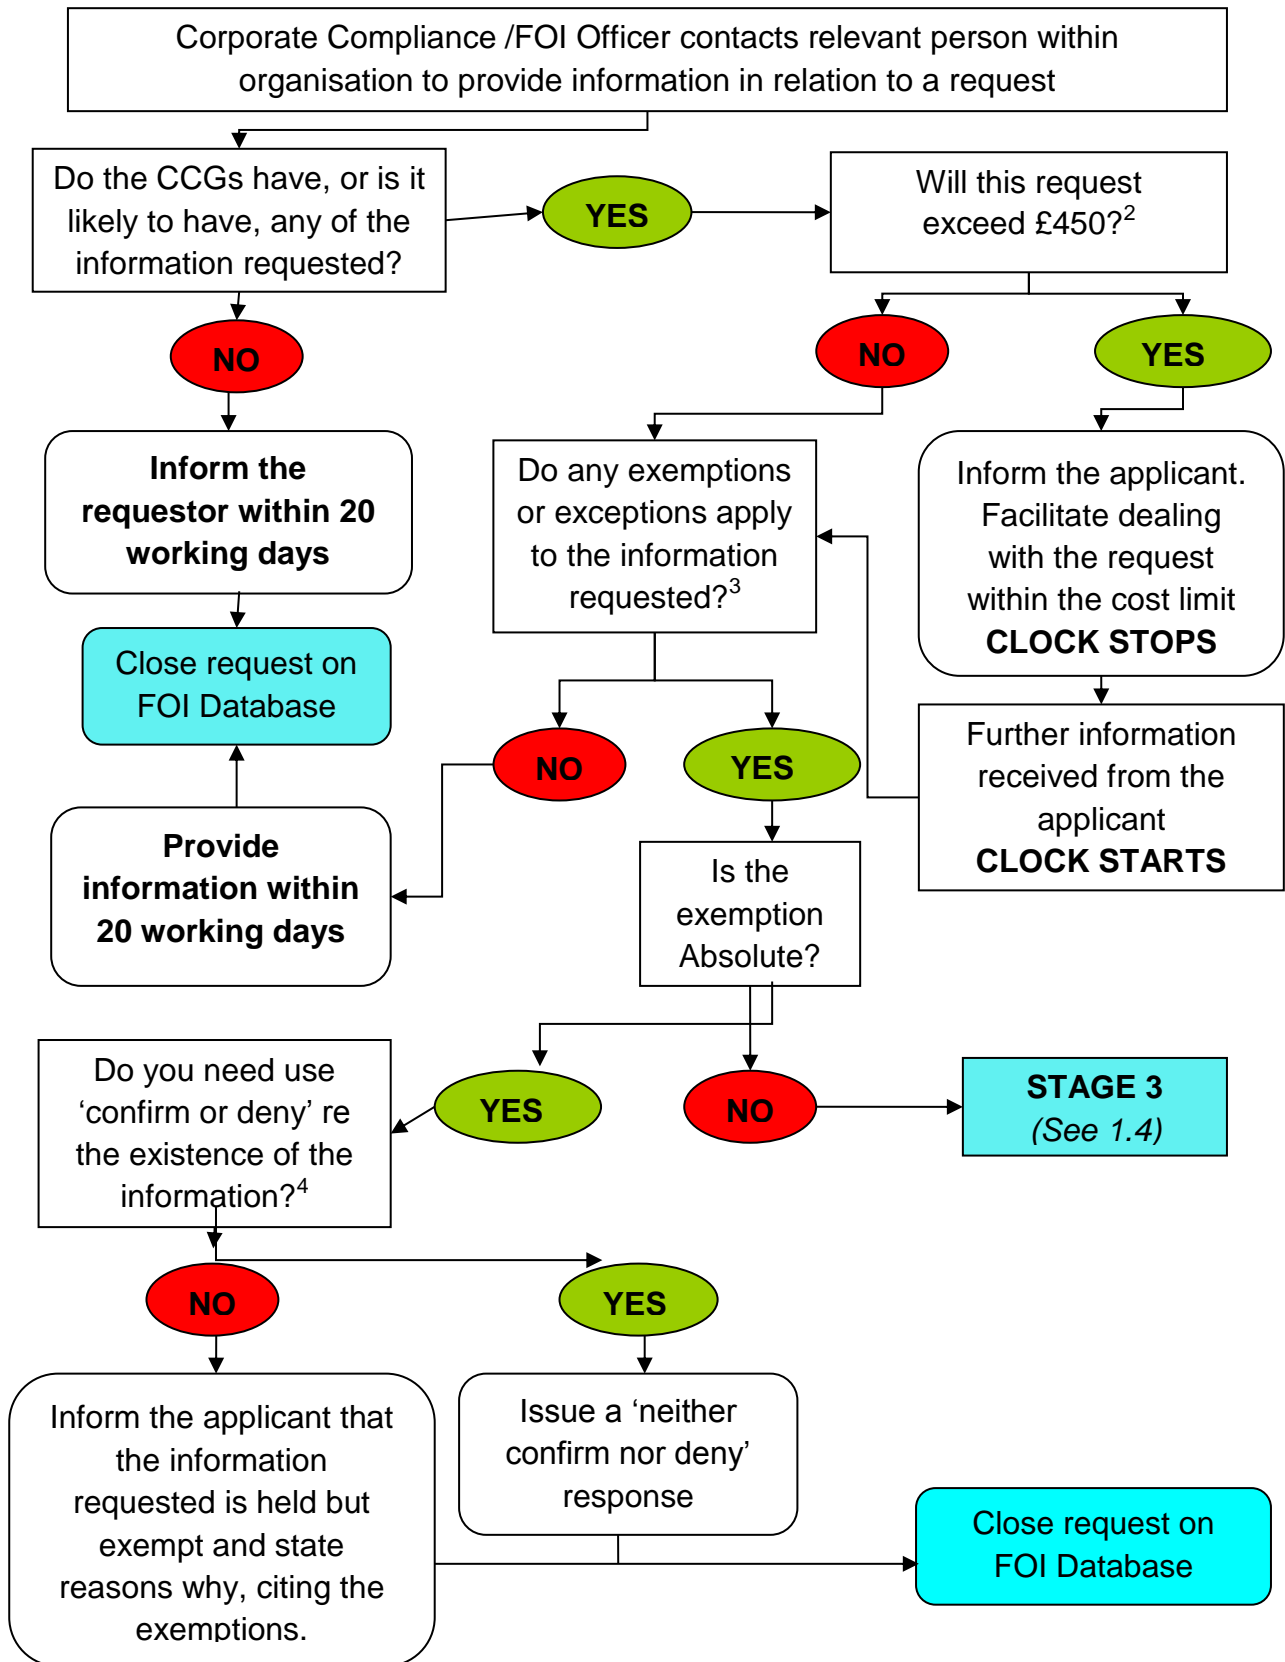 Corporate Compliance /FOI Officer contacts relevant person within
organisation to provide information in relation to a request
Do the CCGs have, or is it
likely to have, any of the
information requested?
YES
Will this request
exceed £450?²
NO
NO
YES
Inform the
requestor within 20
working days
Do any exemptions
or exceptions apply
to the information
requested?³
Inform the applicant.
Facilitate dealing
with the request
within the cost limit
CLOCK STOPS
Close request on
FOI Database
NO
YES
Further information
received from the
applicant
CLOCK STARTS
Provide
information within
20 working days
Is the
exemption
Absolute?
Do you need use
‘confirm or deny’ re
the existence of the
information?⁴
YES
NO
STAGE 3
(See 1.4)
NO
YES
Inform the applicant that
the information
requested is held but
exempt and state
reasons why, citing the
exemptions.
Issue a ‘neither
confirm nor deny’
response
Close request on
FOI Database